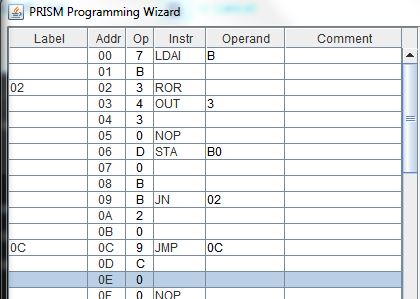 PRISM Programming Wizard
Label Addr Op Instr Operand Comment
00 7 LDAI B
01 B
02 02 3 ROR
03 4 OUT 3
04 3
05 0 NOP
06 D STA B0
07 0
08 B
09 B JN 02
0A 2
0B 0
0C 0C 9 JMP 0C
0D C
0E 0
0F 0 NOP